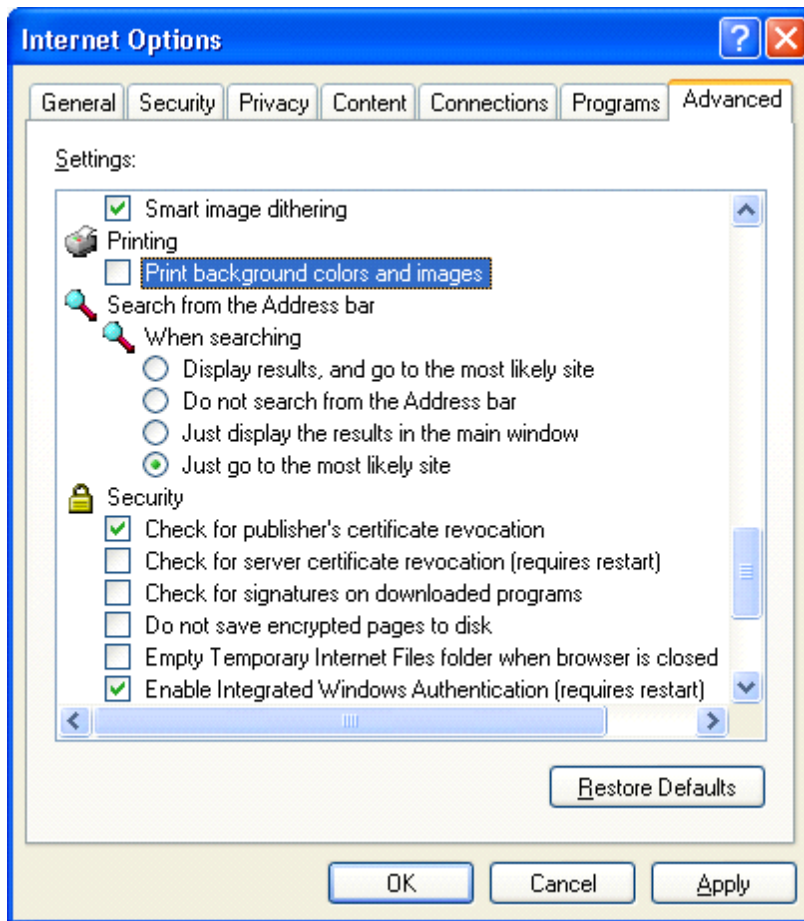 Internet Options
General Security Privacy Content Connections Programs Advanced
Settings:
Smart image dithering
Printing
Print background colors and images
Search from the Address bar
When searching
Display results, and go to the most likely site
Do not search from the Address bar
Just display the results in the main window
Just go to the most likely site
Security
Check for publisher's certificate revocation
Check for server certificate revocation (requires restart)
Check for signatures on downloaded programs
Do not save encrypted pages to disk
Empty Temporary Internet Files folder when browser is closed
Enable Integrated Windows Authentication (requires restart)
Restore Defaults
OK Cancel Apply